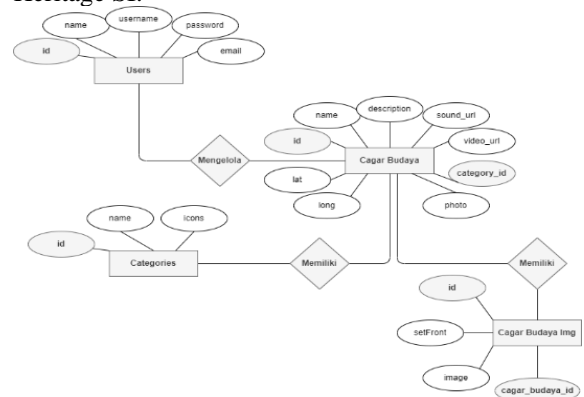 Heritage SI.
username
name
password
id
email
Users
description
name
sound_url
id
video_url
Mengelola
Cagar Budaya
lat
category_id
long
photo
name
icons
id
Categories
Memiliki
Memiliki
id
setFront
Cagar Budaya Img
image
cagar_budaya_id